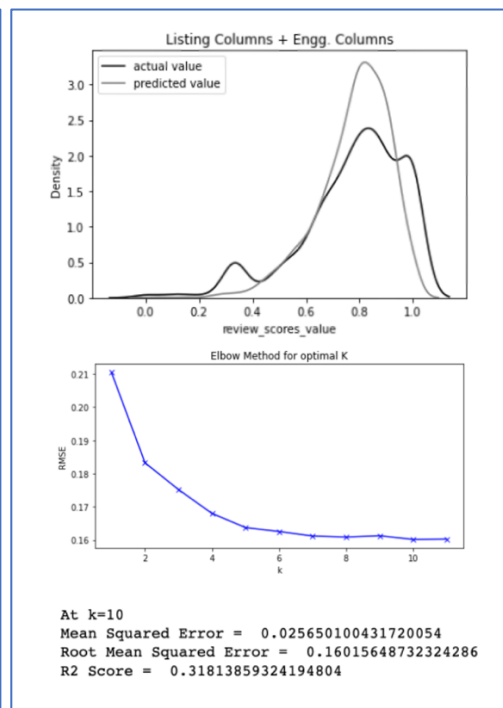 Listing Columns + Engg. Columns
actual value
predicted value
3.0
2.5
2.0
1.5
1.0
0.5
0.0
Density
0.0 0.2 0.4 0.6 0.8 1.0
review_scores_value
Elbow Method for optimal K
0.21
0.20
0.19
0.18
0.17
0.16
RMSE
2 4 6 8 10
k
At k=10
Mean Squared Error = 0.025650100431720054
Root Mean Squared Error = 0.16015648732324286
R2 Score = 0.31813859324194804